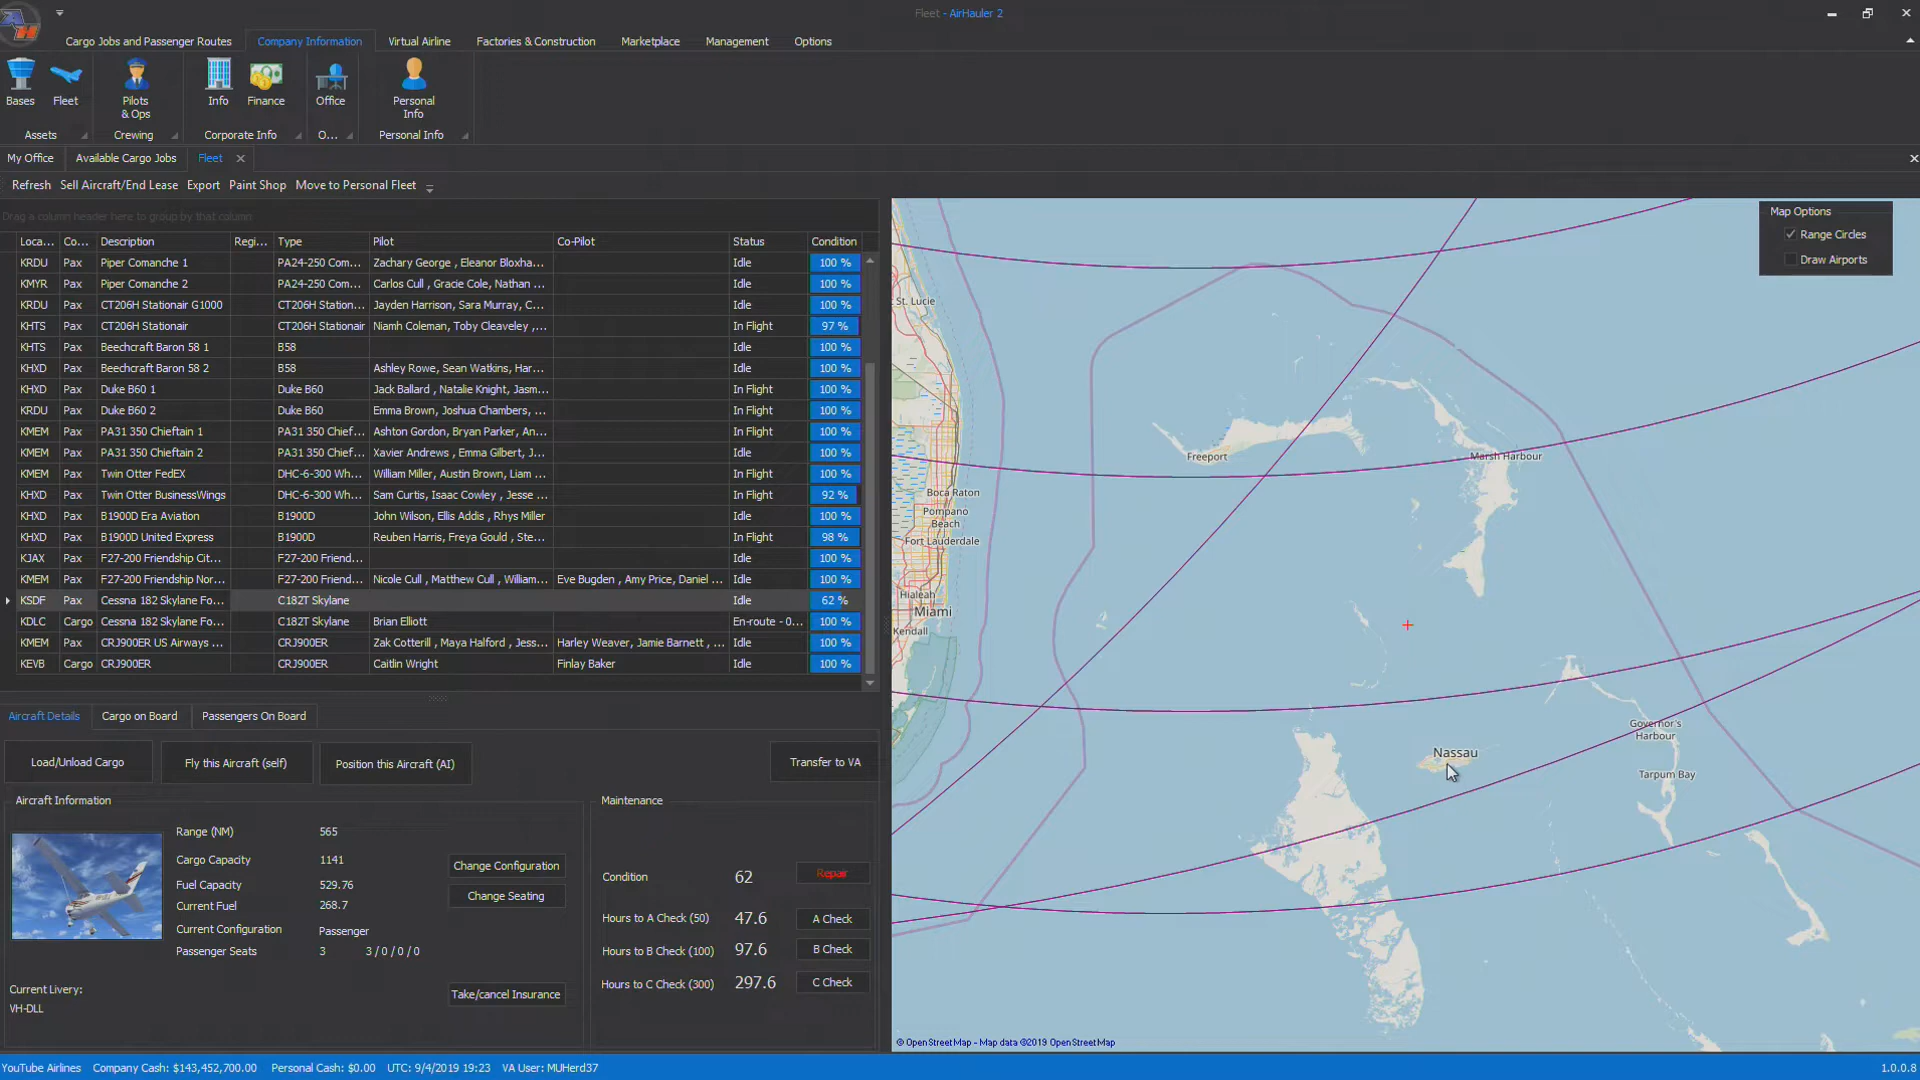 Fleet - AirHauler 2
Cargo Jobs and Passenger Routes Company Information Virtual Airline Factories & Construction Marketplace Management Options
Bases Fleet Pilots & Ops Info Finance Office Personal Info
Assets Crewing Corporate Info O... Personal Info
My Office Available Cargo Jobs Fleet
Refresh Sell Aircraft/End Lease Export Paint Shop Move to Personal Fleet
Drag a column header here to group by that column
Loca... Co... Description Regi... Type Pilot Co-Pilot Status Condition
KRDU Pax Piper Comanche 1 PA24-250 Com... Zachary George , Eleanor Bloxha... Idle 100 %
KMYR Pax Piper Comanche 2 PA24-250 Com... Carlos Cull , Gracie Cole, Nathan ... Idle 100 %
KRDU Pax CT206H Stationair G1000 CT206H Station... Jayden Harrison, Sara Murray, C... Idle 100 %
KHTS Pax CT206H Stationair CT206H Stationair Niamh Coleman, Toby Cleaveley ,... In Flight 97 %
KHTS Pax Beechcraft Baron 58 1 B58 Idle 100 %
KHXD Pax Beechcraft Baron 58 2 B58 Ashley Rowe, Sean Watkins, Har... Idle 100 %
KHXD Pax Duke B60 1 Duke B60 Jack Ballard , Natalie Knight, Jasm... In Flight 100 %
KRDU Pax Duke B60 2 Duke B60 Emma Brown, Joshua Chambers, ... In Flight 100 %
KMEM Pax PA31 350 Chieftain 1 PA31 350 Chief... Ashton Gordon, Bryan Parker, An... In Flight 100 %
KMEM Pax PA31 350 Chieftain 2 PA31 350 Chief... Xavier Andrews , Emma Gilbert, J... Idle 100 %
KMEM Pax Twin Otter FedEX DHC-6-300 Wh... William Miller, Austin Brown, Liam ... In Flight 100 %
KHXD Pax Twin Otter BusinessWings DHC-6-300 Wh... Sam Curtis, Isaac Cowley , Jesse ... In Flight 92 %
KHXD Pax B1900D Era Aviation B1900D John Wilson, Ellis Addis , Rhys Miller Idle 100 %
KHXD Pax B1900D United Express B1900D Reuben Harris, Freya Gould , Ste... In Flight 98 %
KJAX Pax F27-200 Friendship Cit... F27-200 Friend... Idle 100 %
KMEM Pax F27-200 Friendship Nor... F27-200 Friend... Nicole Cull , Matthew Cull , William... Eve Bugden , Amy Price, Daniel ... Idle 100 %
KSDF Pax Cessna 182 Skylane Fo... C182T Skylane Idle 62 %
KDLC Cargo Cessna 182 Skylane Fo... C182T Skylane Brian Elliott En-route - 0... 100 %
KMEM Pax CRJ900ER US Airways ... CRJ900ER Zak Cotterill , Maya Halford , Jess... Harley Weaver, Jamie Barnett , ... Idle 100 %
KEVB Cargo CRJ900ER CRJ900ER Caitlin Wright Finlay Baker Idle 100 %
Aircraft Details Cargo on Board Passengers On Board
Load/Unload Cargo Fly this Aircraft (self) Position this Aircraft (AI) Transfer to VA
Aircraft Information
Range (NM) 565
Cargo Capacity 1141
Fuel Capacity 529.76
Current Fuel 268.7
Current Configuration Passenger
Passenger Seats 3 3 / 0 / 0 / 0
Change Configuration
Change Seating
Current Livery:
VH-DLL
Take/cancel Insurance
Maintenance
Condition 62 Repair
Hours to A Check (50) 47.6 A Check
Hours to B Check (100) 97.6 B Check
Hours to C Check (300) 297.6 C Check
Map Options
Range Circles
Draw Airports
St. Lucie
Freeport
Marsh Harbour
Boca Raton
Pompano
Beach
Fort Lauderdale
Hialeah
Miami
Kendall
Governor's
Harbour
Nassau
Tarpum Bay
© OpenStreetMap - Map data ©2019 OpenStreetMap
YouTube Airlines Company Cash: $143,452,700.00 Personal Cash: $0.00 UTC: 9/4/2019 19:23 VA User: MUHerd37 1.0.0.8